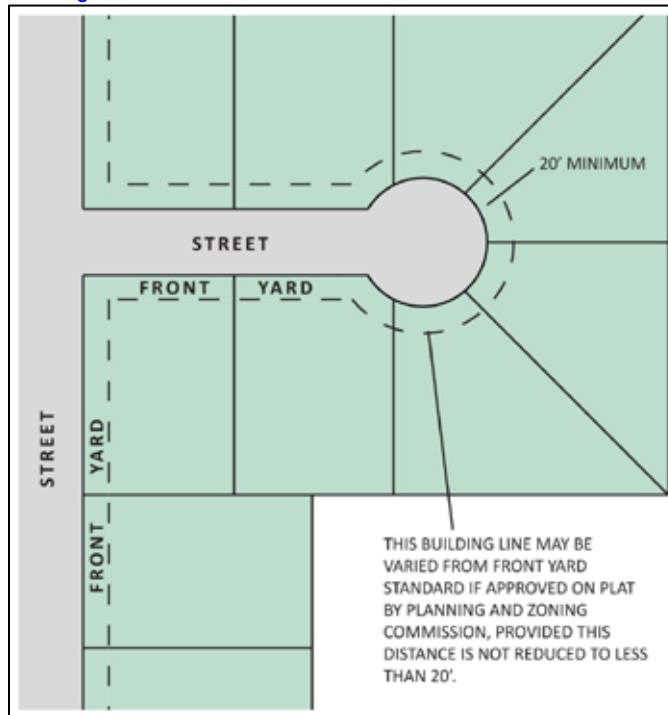 20' MINIMUM
STREET
FRONT YARD
STREET
YARD
FRONT
THIS BUILDING LINE MAY BE
VARIED FROM FRONT YARD
STANDARD IF APPROVED ON PLAT
BY PLANNING AND ZONING
COMMISSION, PROVIDED THIS
DISTANCE IS NOT REDUCED TO LESS
THAN 20'.